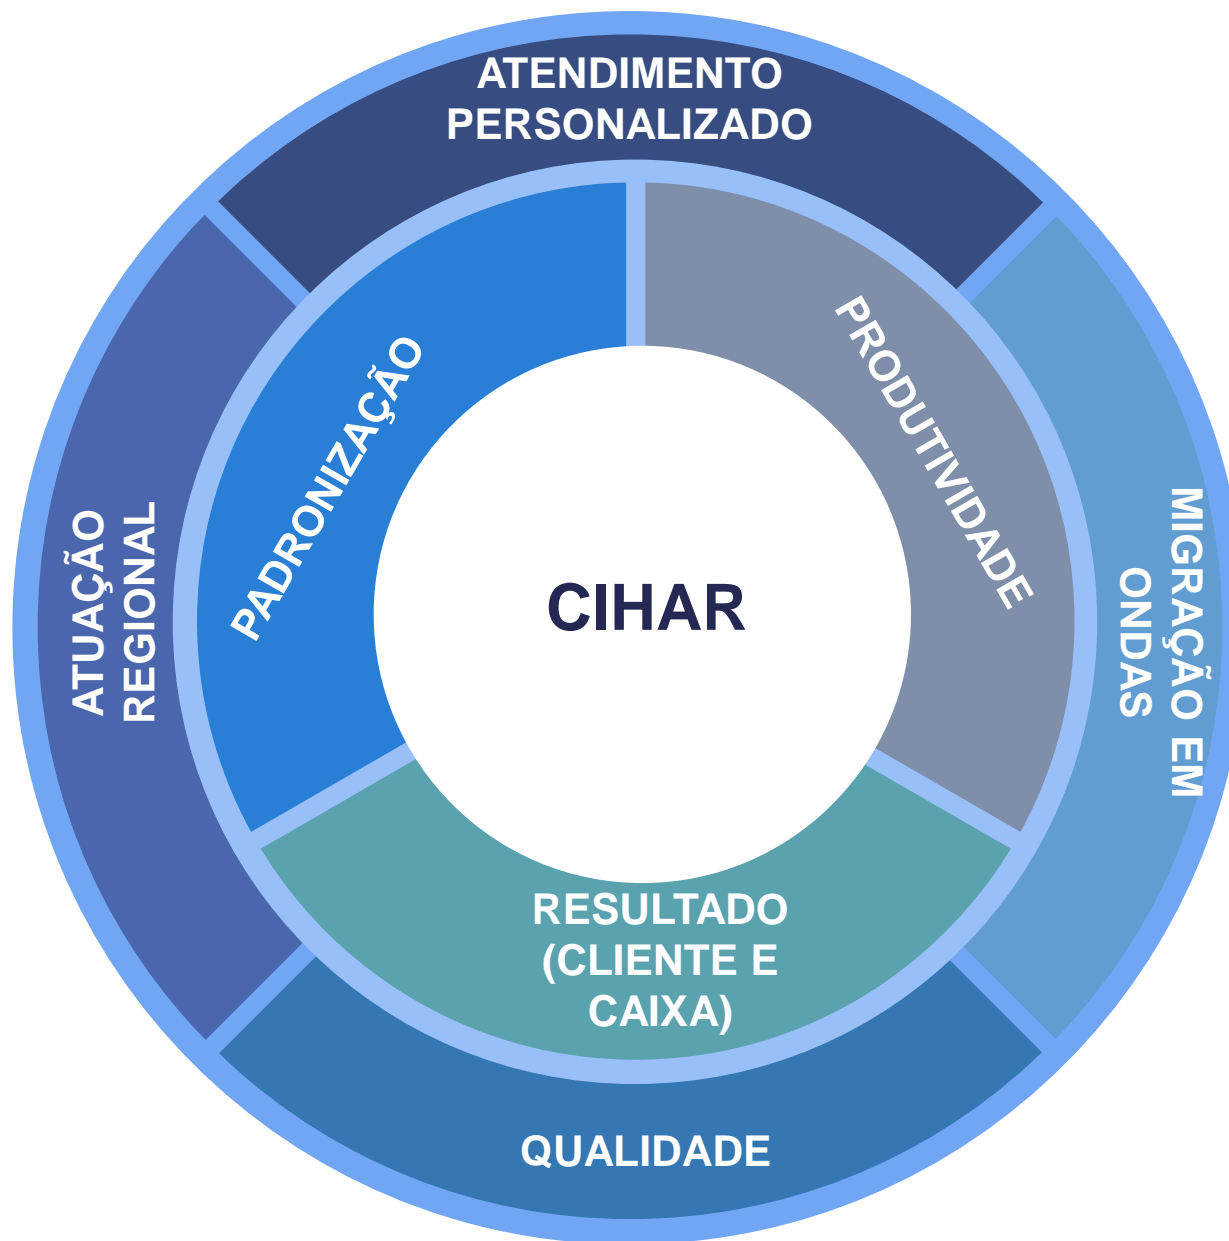 ATENDIMENTO
PERSONALIZADO
PADRONIZAÇÃO
PRODUTIVIDADE
ATUAÇÃO
REGIONAL
CIHAR
MIGRAÇÃO EM
ONDAS
RESULTADO
(CLIENTE E
CAIXA)
QUALIDADE